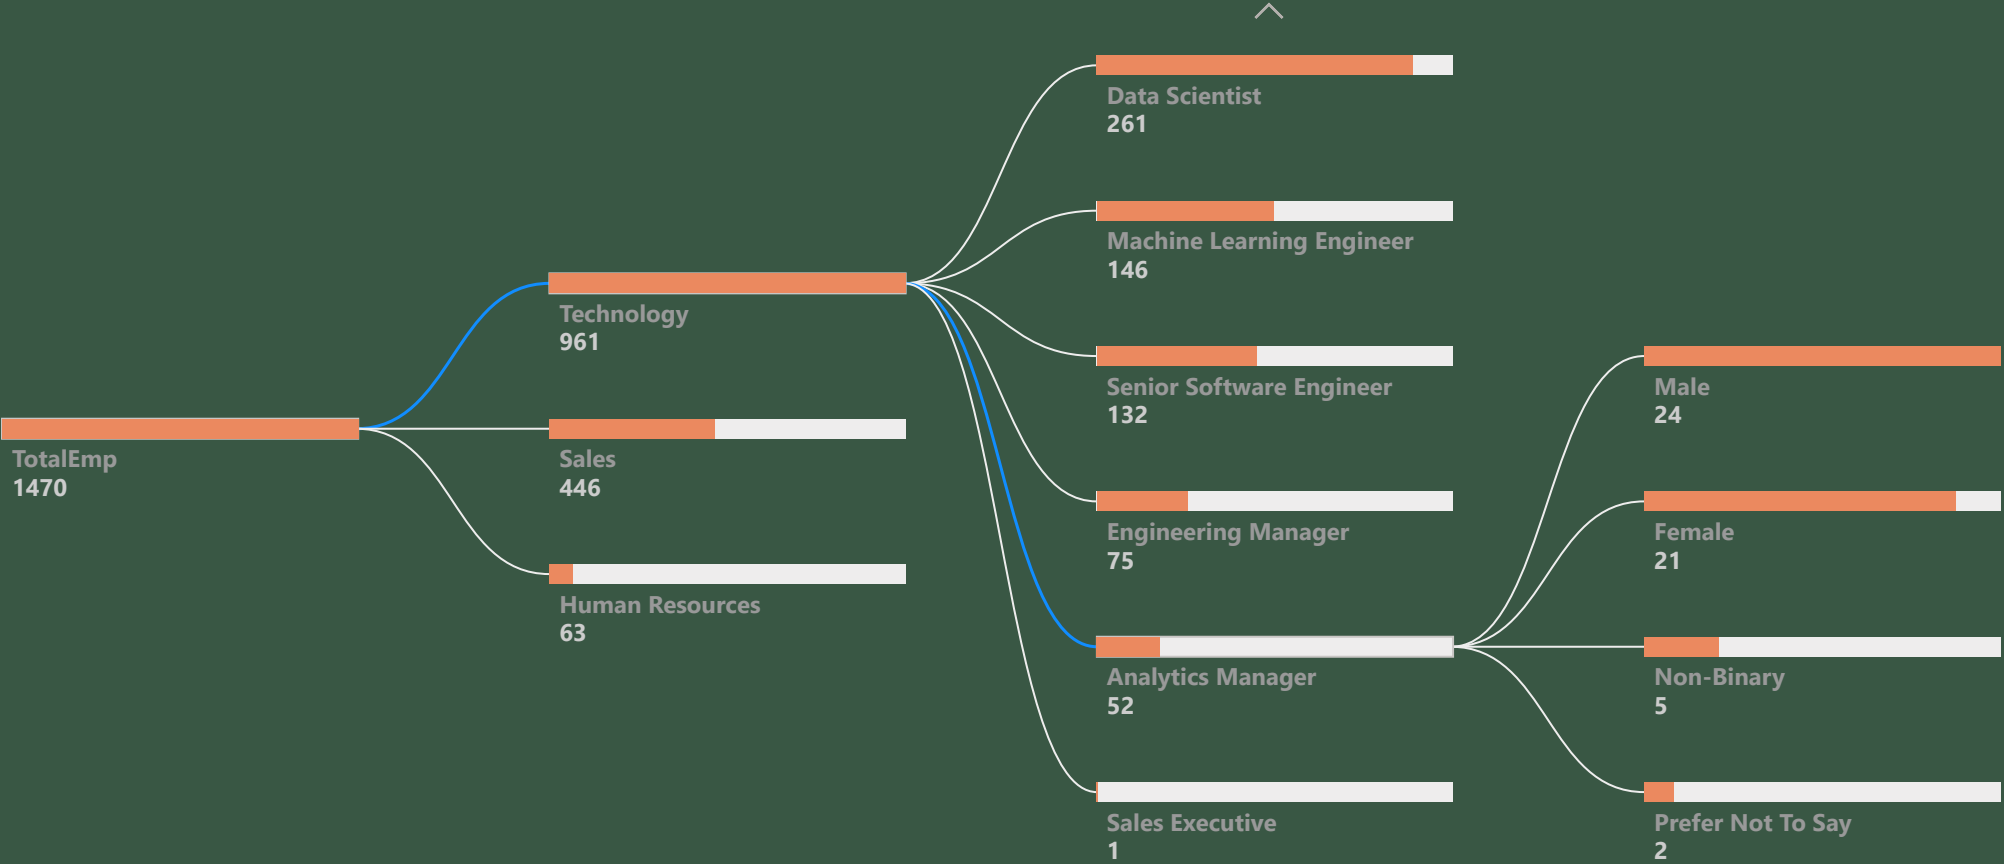 TotalEmp
1470
Technology
961
Sales
446
Human Resources
63
Data Scientist
261
Machine Learning Engineer
146
Senior Software Engineer
132
Engineering Manager
75
Analytics Manager
52
Sales Executive
1
Male
24
Female
21
Non-Binary
5
Prefer Not To Say
2